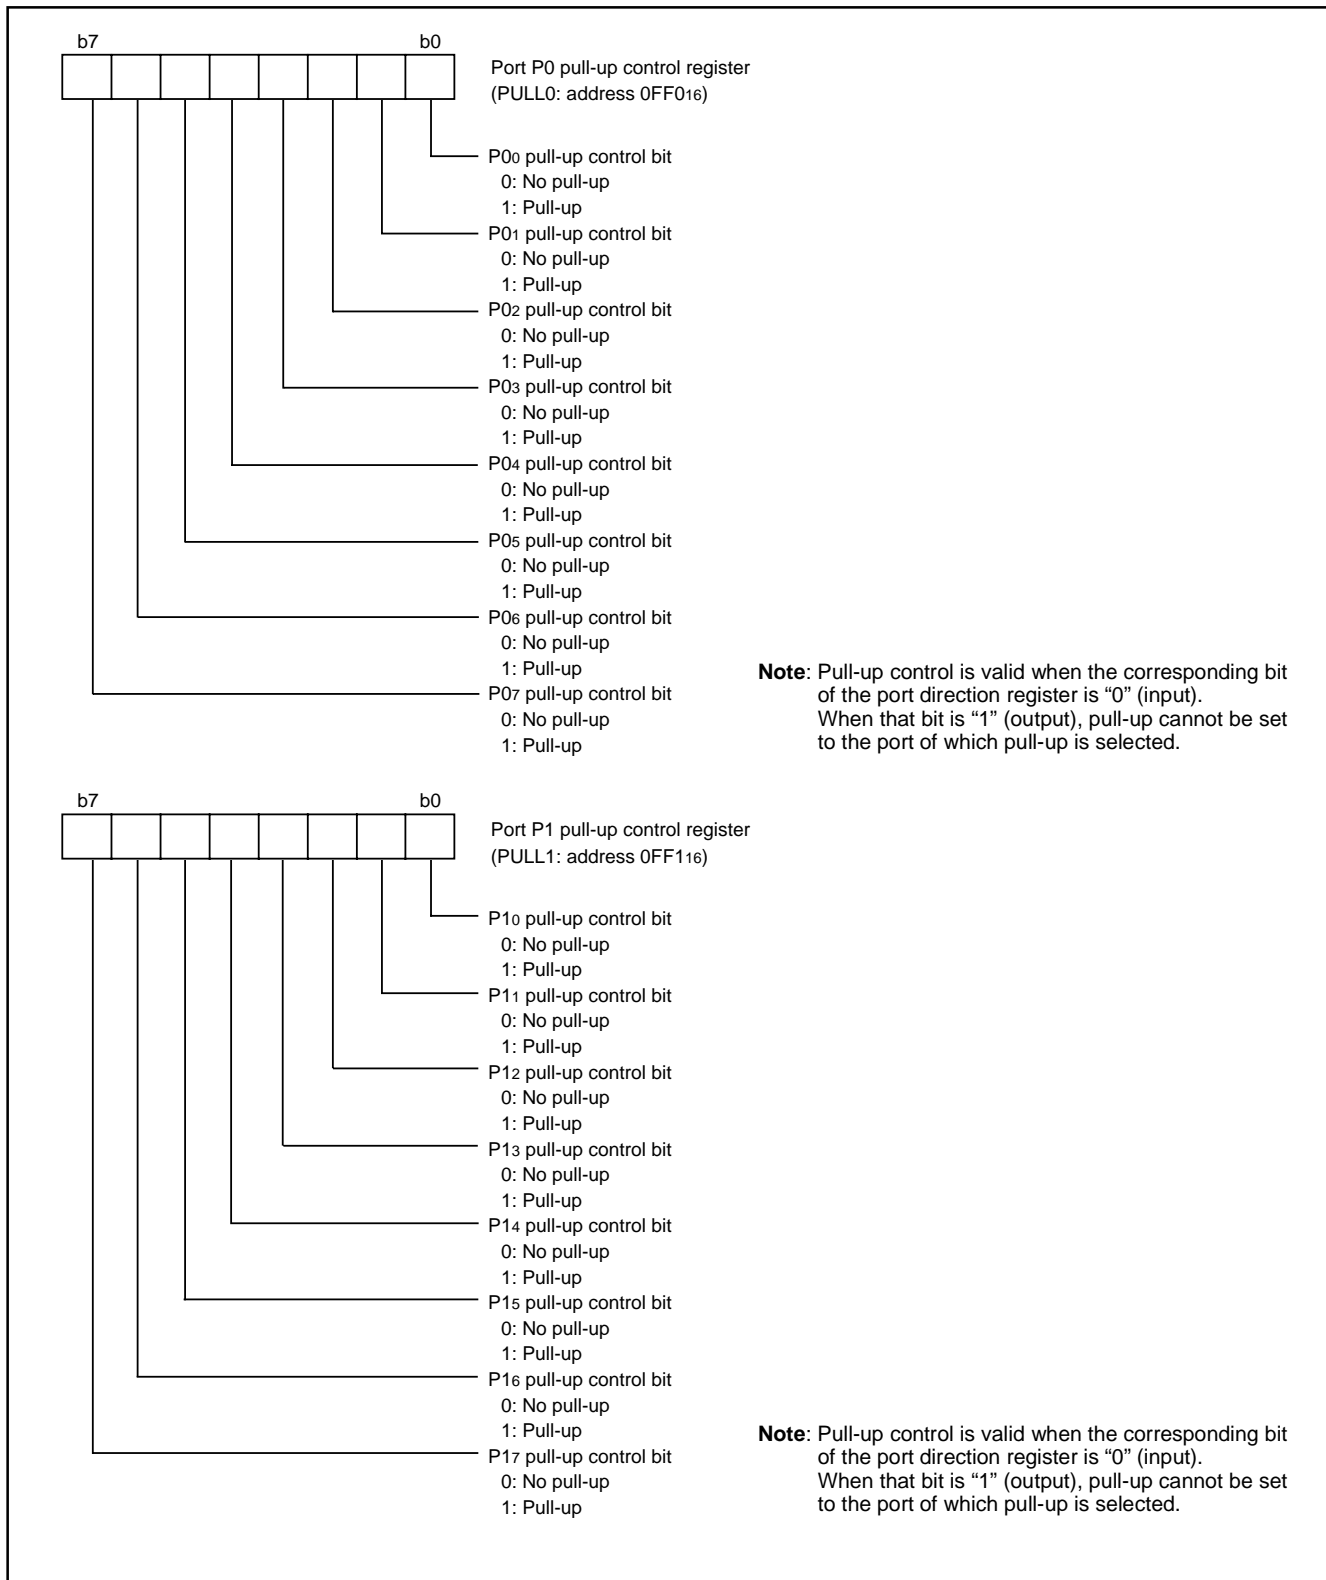 b7 b0
Port P0 pull-up control register
(PULL0: address 0FF016)
P00 pull-up control bit
0: No pull-up
1: Pull-up
P01 pull-up control bit
0: No pull-up
1: Pull-up
P02 pull-up control bit
0: No pull-up
1: Pull-up
P03 pull-up control bit
0: No pull-up
1: Pull-up
P04 pull-up control bit
0: No pull-up
1: Pull-up
P05 pull-up control bit
0: No pull-up
1: Pull-up
P06 pull-up control bit
0: No pull-up
1: Pull-up
P07 pull-up control bit
0: No pull-up
1: Pull-up
Note: Pull-up control is valid when the corresponding bit
of the port direction register is “0” (input).
When that bit is “1” (output), pull-up cannot be set
to the port of which pull-up is selected.
b7 b0
Port P1 pull-up control register
(PULL1: address 0FF116)
P10 pull-up control bit
0: No pull-up
1: Pull-up
P11 pull-up control bit
0: No pull-up
1: Pull-up
P12 pull-up control bit
0: No pull-up
1: Pull-up
P13 pull-up control bit
0: No pull-up
1: Pull-up
P14 pull-up control bit
0: No pull-up
1: Pull-up
P15 pull-up control bit
0: No pull-up
1: Pull-up
P16 pull-up control bit
0: No pull-up
1: Pull-up
P17 pull-up control bit
0: No pull-up
1: Pull-up
Note: Pull-up control is valid when the corresponding bit
of the port direction register is “0” (input).
When that bit is “1” (output), pull-up cannot be set
to the port of which pull-up is selected.